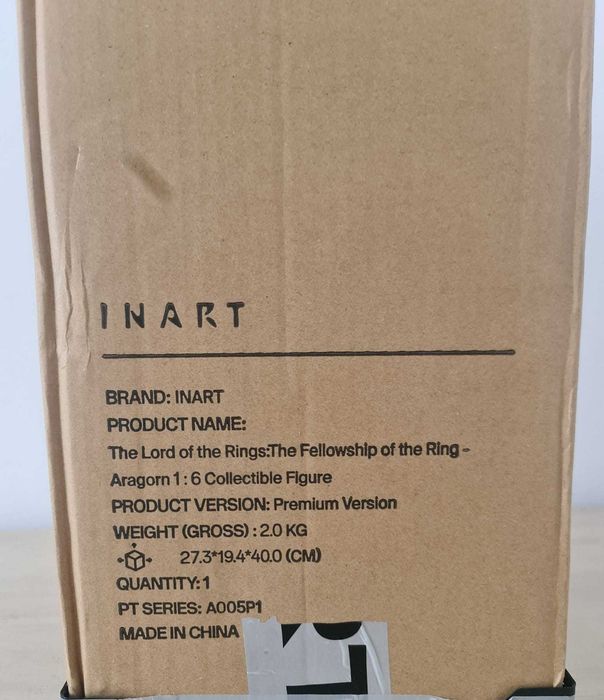 INART
BRAND: INART
PRODUCT NAME:
The Lord of the Rings:The Fellowship of the Ring -
Aragorn 1 : 6 Collectible Figure
PRODUCT VERSION: Premium Version
WEIGHT (GROSS) : 2.0 KG
27.3*19.4*40.0 (CM)
QUANTITY: 1
PT SERIES: A005P1
MADE IN CHINA